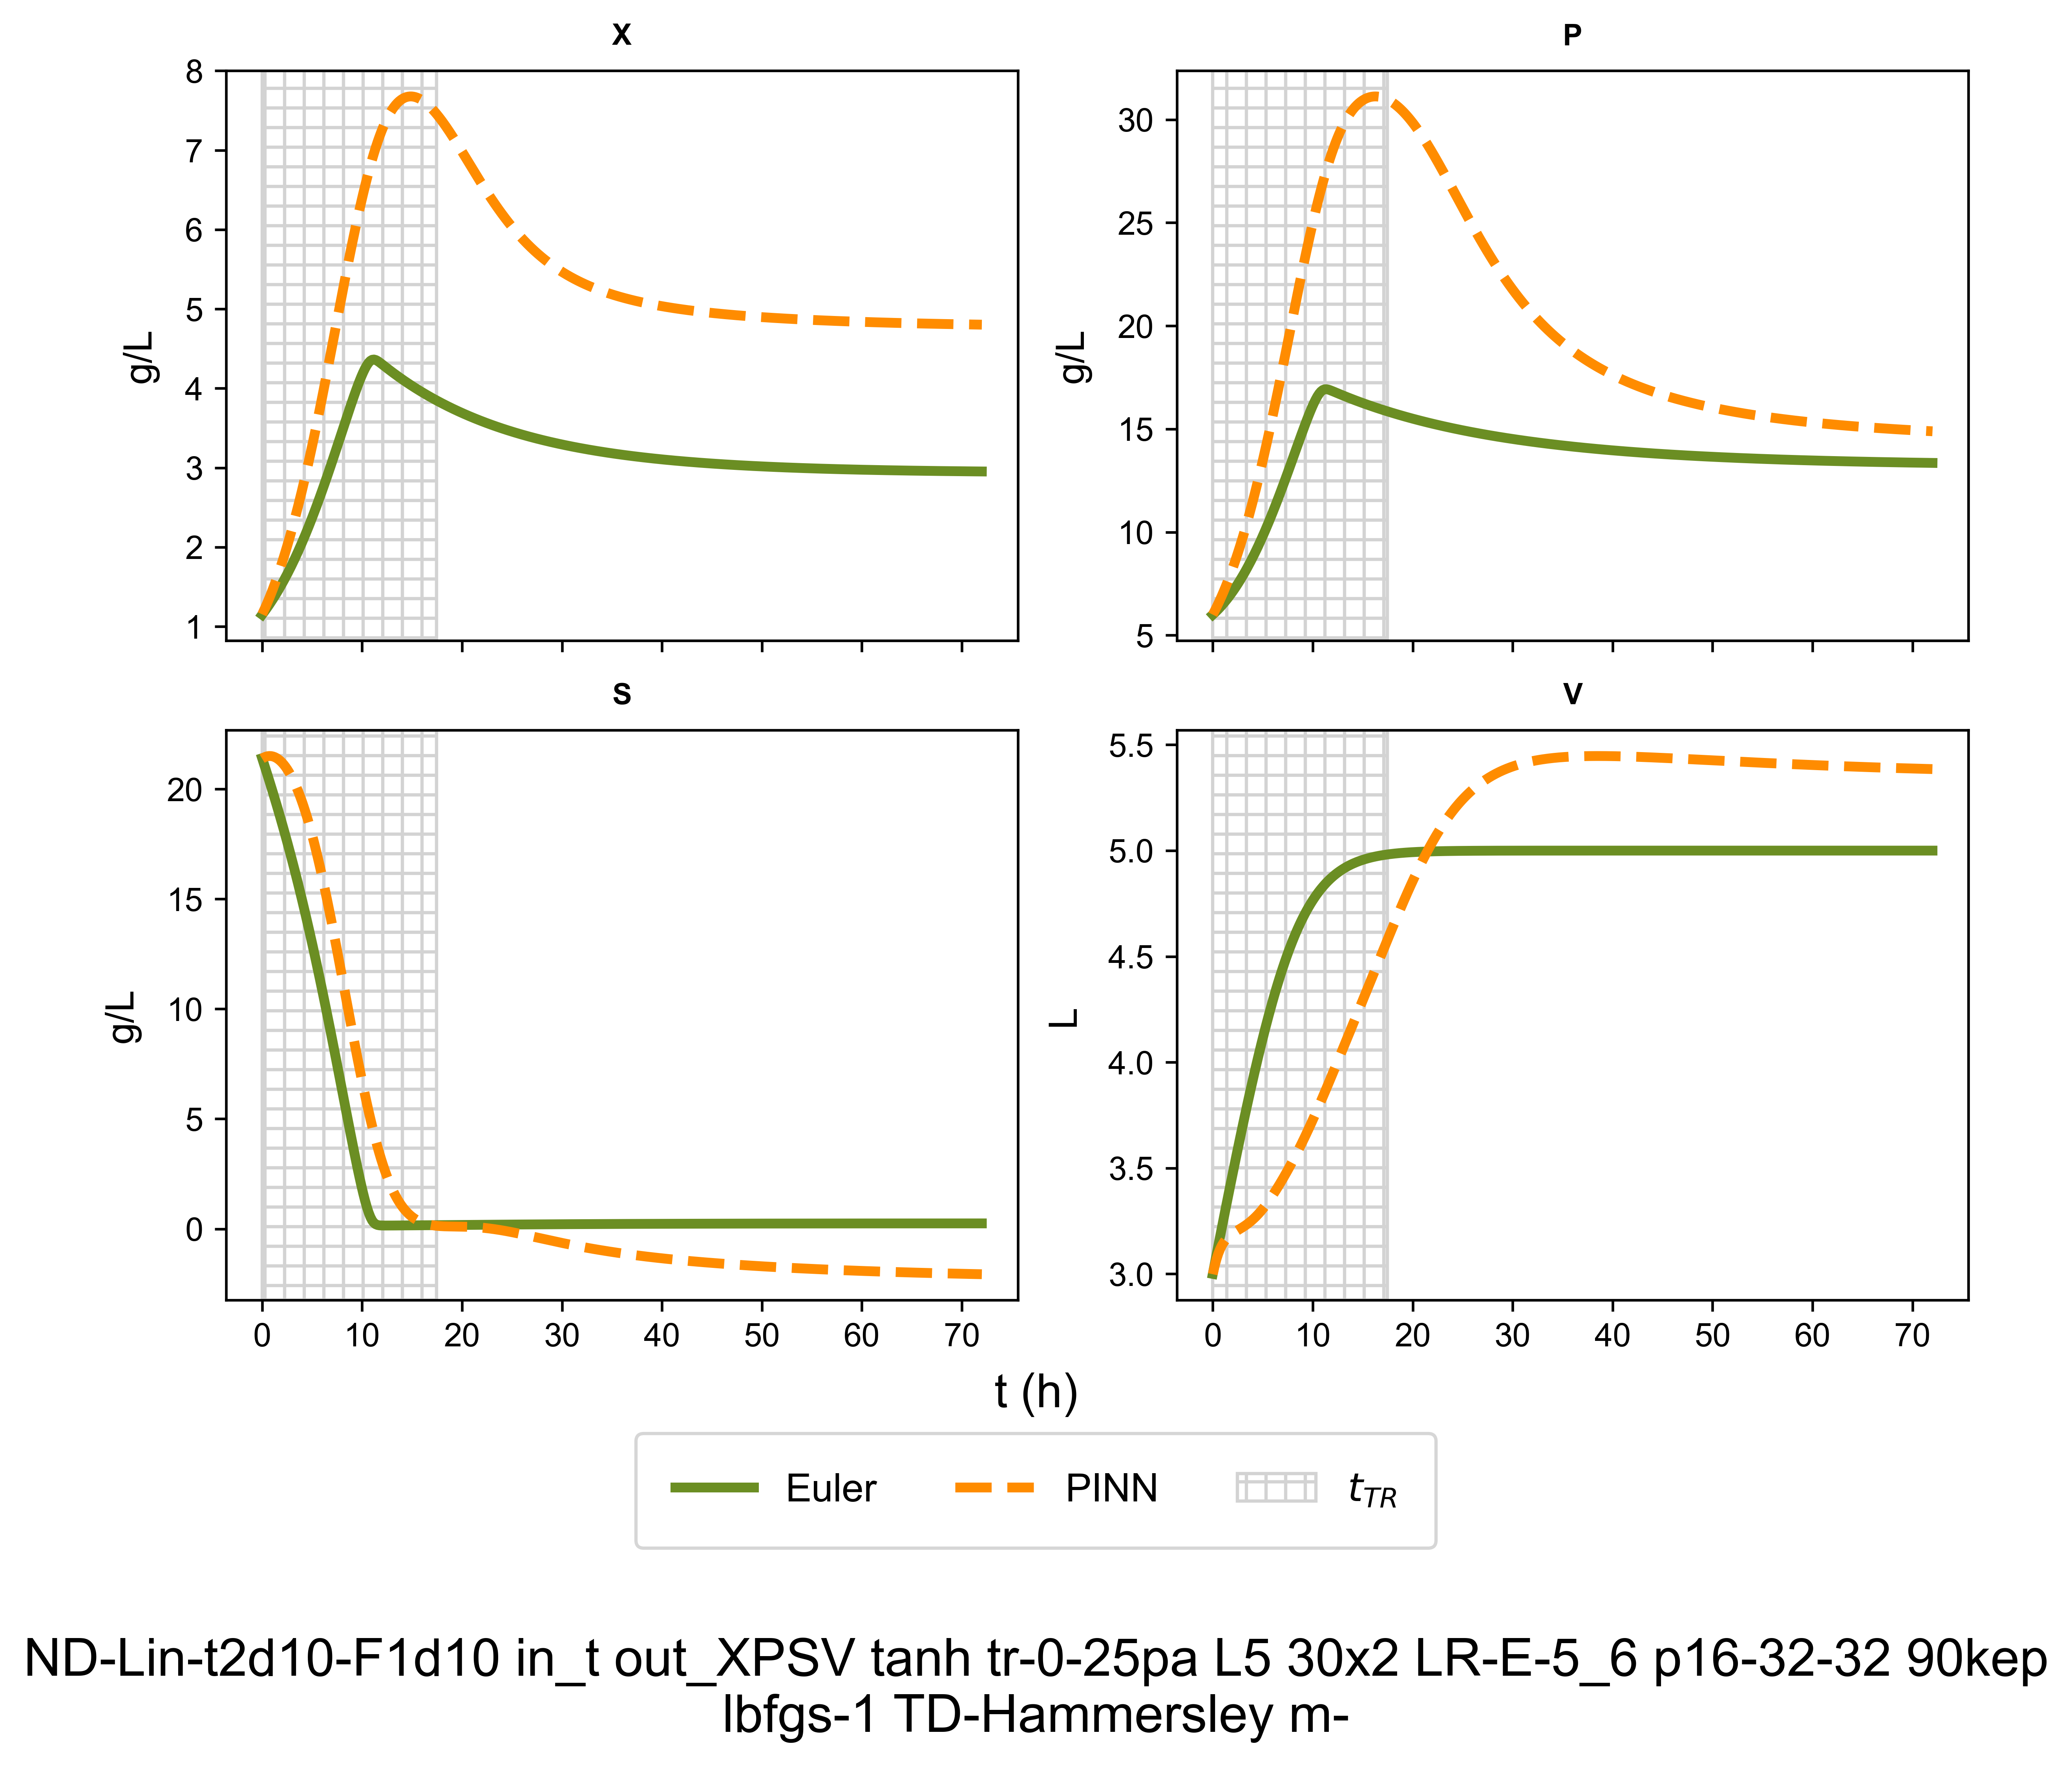 X
8
7
6
5
4
3
2
1
g/L
P
30
25
20
15
10
5
g/L
S
20
15
10
5
0
g/L
0 10 20 30 40 50 60 70
V
5.5
5.0
4.5
4.0
3.5
3.0
L
0 10 20 30 40 50 60 70
t (h)
Euler PINN tTR
ND-Lin-t2d10-F1d10 in_t out_XPSV tanh tr-0-25pa L5 30x2 LR-E-5_6 p16-32-32 90kep
lbfgs-1 TD-Hammersley m-